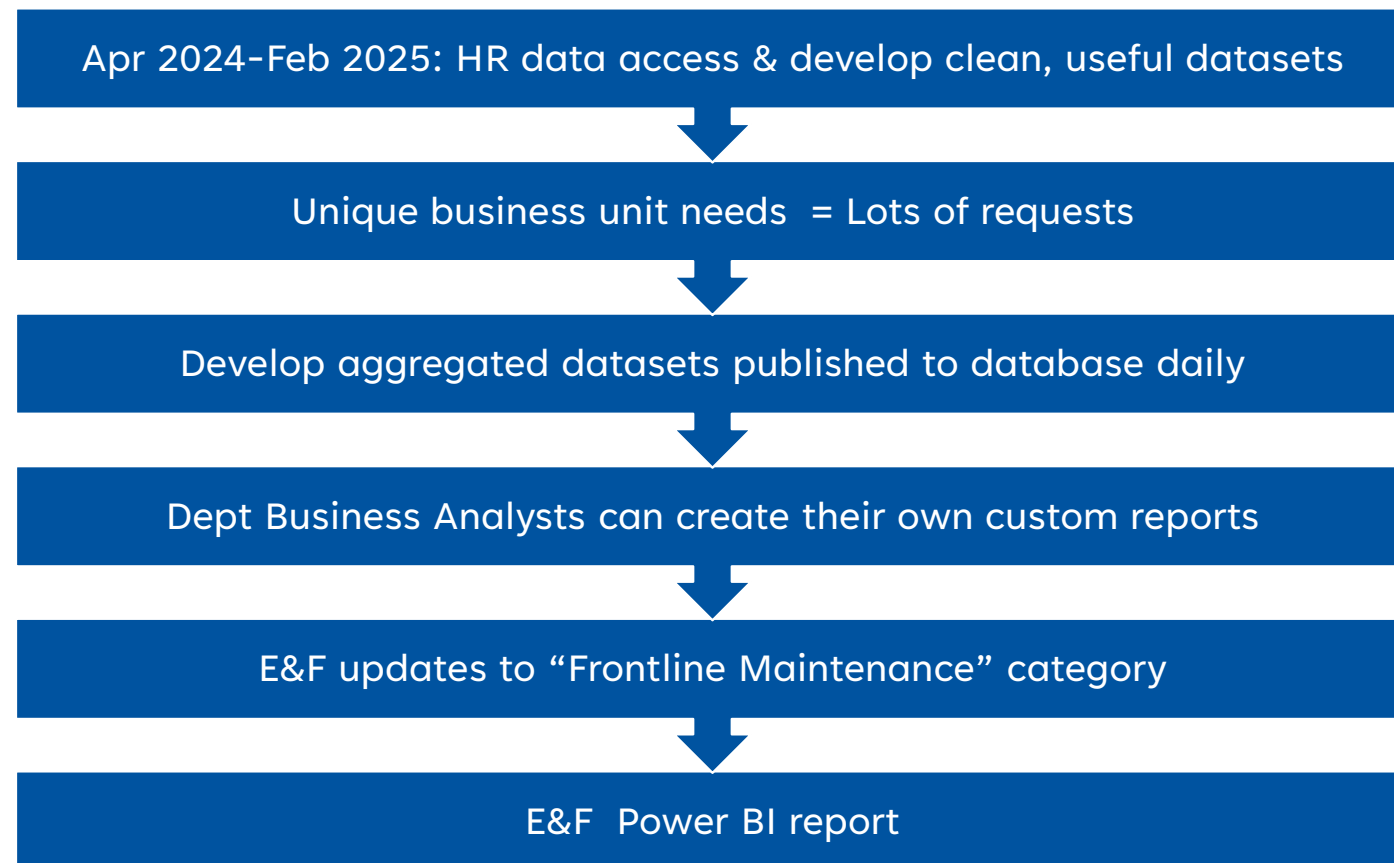 Apr 2024-Feb 2025: HR data access & develop clean, useful datasets
Unique business unit needs  = Lots of requests
Develop aggregated datasets published to database daily
Dept Business Analysts can create their own custom reports
E&F updates to “Frontline Maintenance” category
E&F  Power BI report